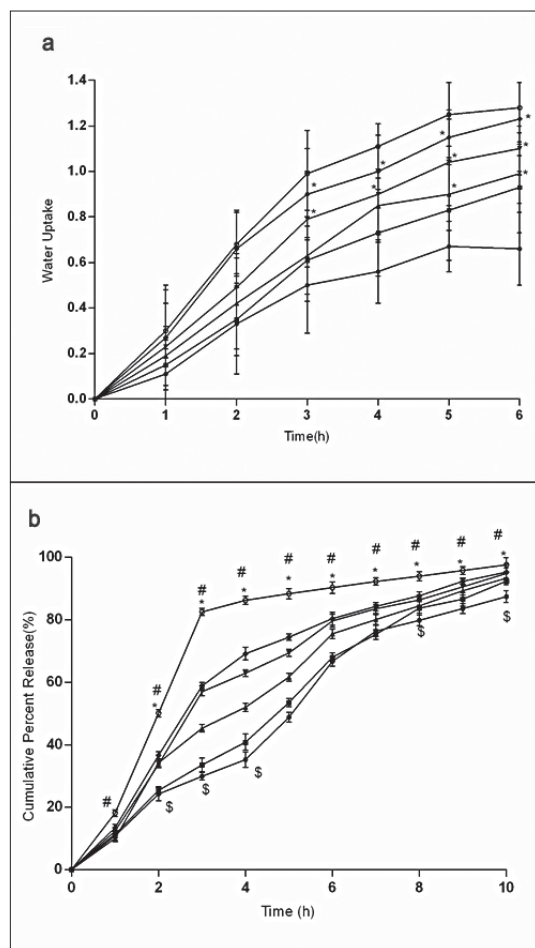 a
1.4
1.2
1.0
0.8
0.6
0.4
0.2
0.0
Water Uptake
* *
* * *
* * * *
* *
0 1 2 3 4 5 6
Time(h)
b
# # # # # # # #
100
* * * * * * * *
80
60
40
20
0
Cumulative Percent Release(%)
# *
#
$ $ $ $ $
0 2 4 6 8 10
Time (h)